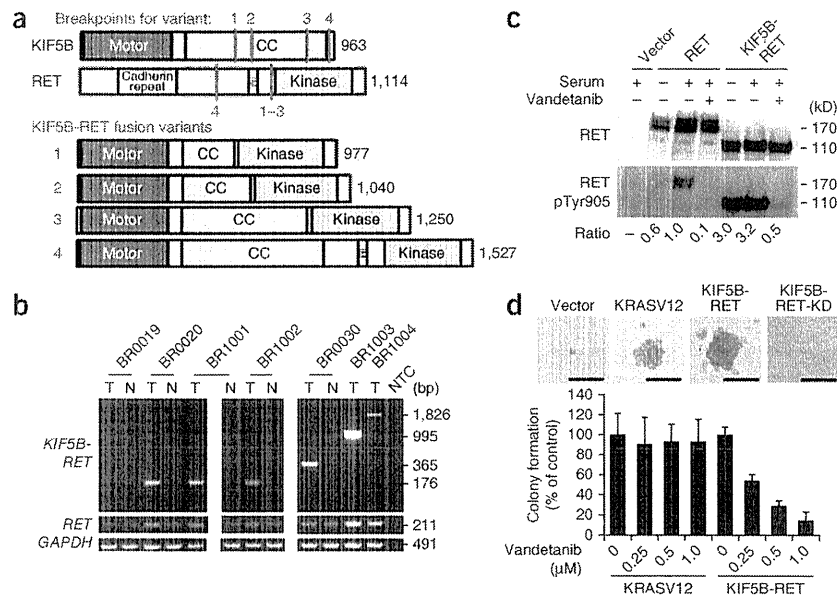 a
Breakpoints for variant: 1 2 3 4
KIF5B Motor CC 963
RET Cadherin repeat Kinase 1,114
4 1–3
KIF5B-RET fusion variants
1 Motor CC Kinase 977
2 Motor CC Kinase 1,040
3 Motor CC Kinase 1,250
4 Motor CC Kinase 1,527
b
BR0019 BR0020 BR1001 BR1002 BR0030 BR1003 BR1004 NTC
T N T N T N T N T N T T (bp)
KIF5B-RET
1,826
995
365
176
RET 211
GAPDH 491
c
Vector RET KIF5B-RET
Serum + – + + – + +
Vandetanib – – – + – – + (kD)
RET 170
110
RET pTyr905 170
110
Ratio – 0.6 1.0 0.1 3.0 3.2 0.5
d
Vector KRASV12 KIF5B-RET KIF5B-RET-KD
Colony formation (% of control)
140
120
100
80
60
40
20
0
Vandetanib (μM) 0 0.25 0.5 1.0 0 0.25 0.5 1.0
KRASV12 KIF5B-RET